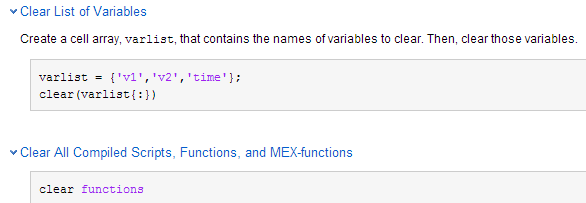 Clear List of Variables
Create a cell array, varlist, that contains the names of variables to clear. Then, clear those variables.
varlist = {'v1','v2','time'};
clear(varlist{:})
Clear All Compiled Scripts, Functions, and MEX-functions
clear functions